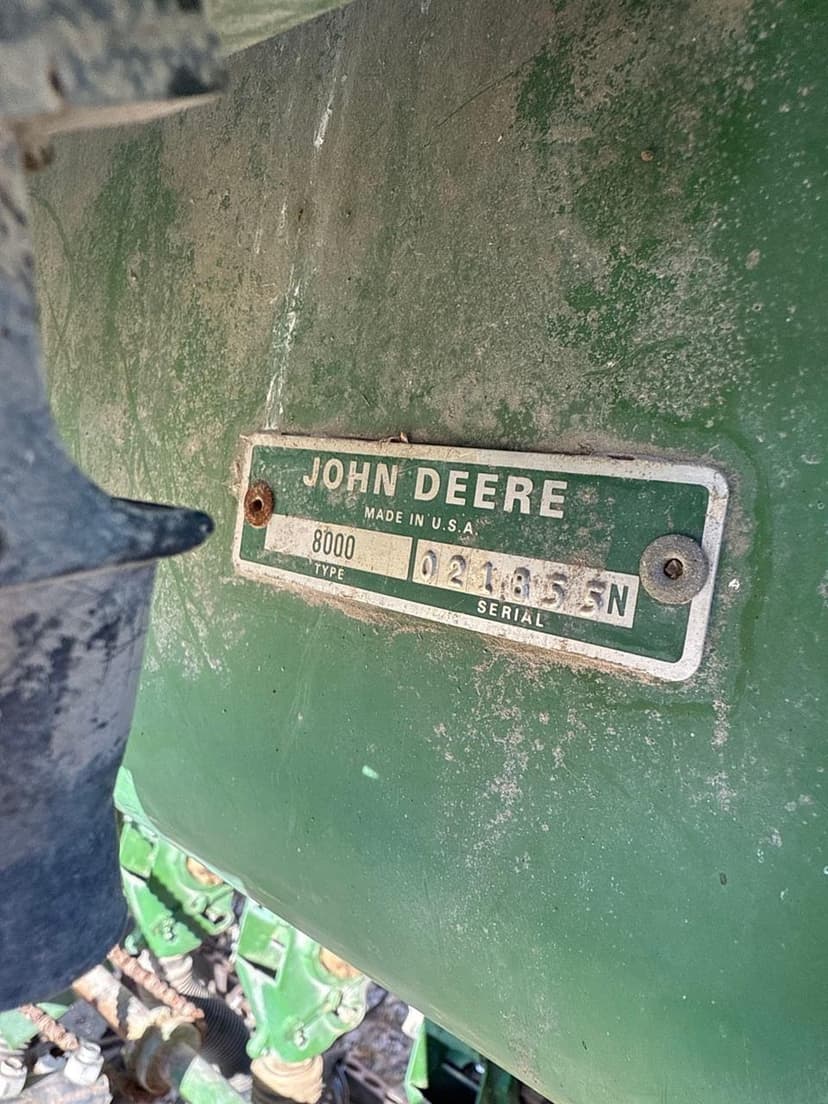 JOHN DEERE
MADE IN U.S.A
8000 021855N
TYPE SERIAL